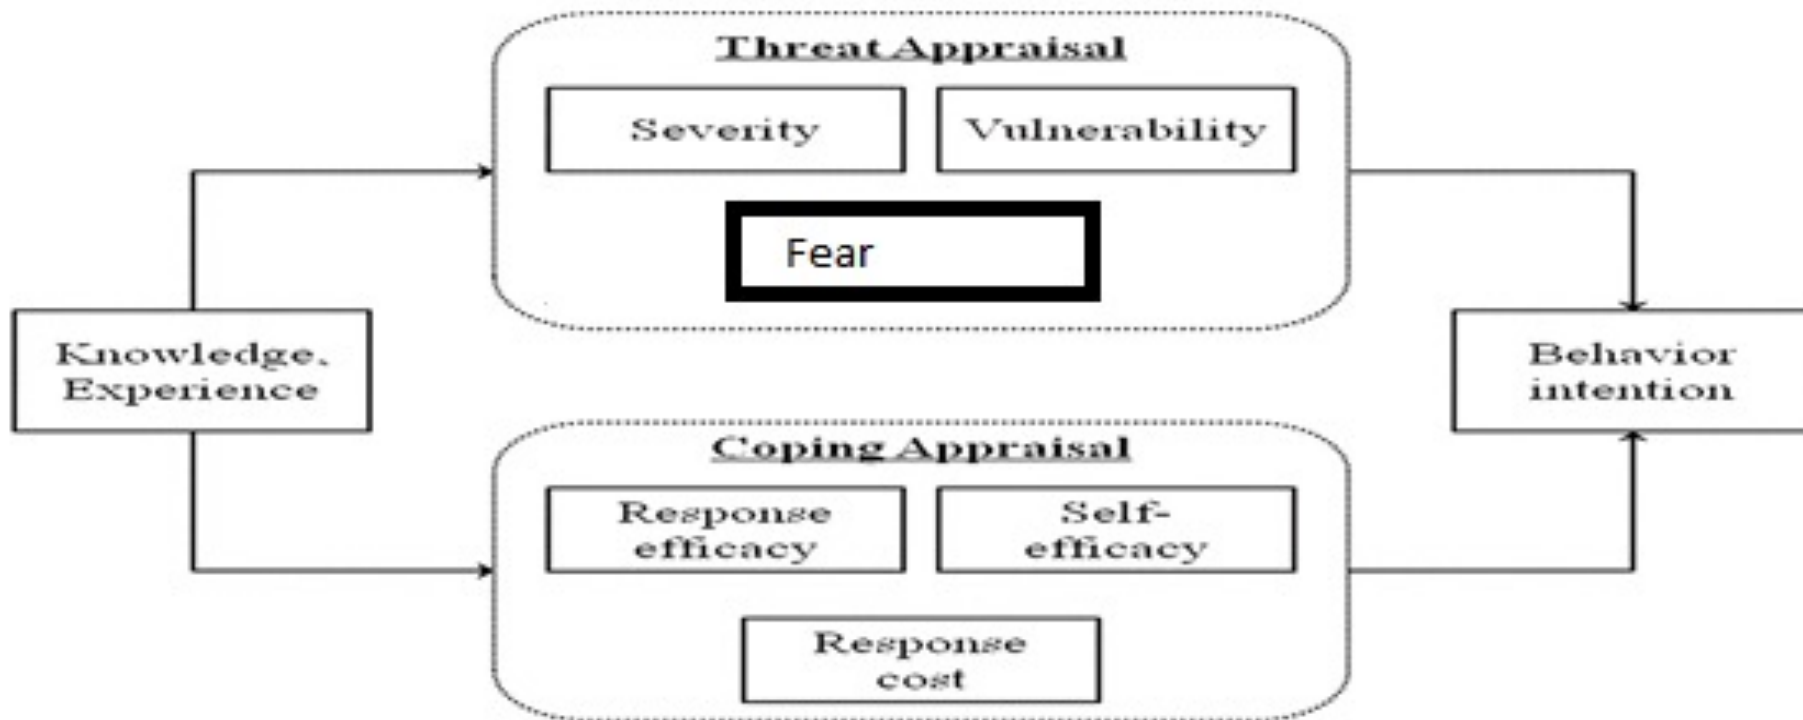 Threat Appraisal
Severity
Vulnerability
Fear
Knowledge.
Experience
Behavior
intention
Coping Appraisal
Response
efficacy
Self-
efficacy
Response
cost